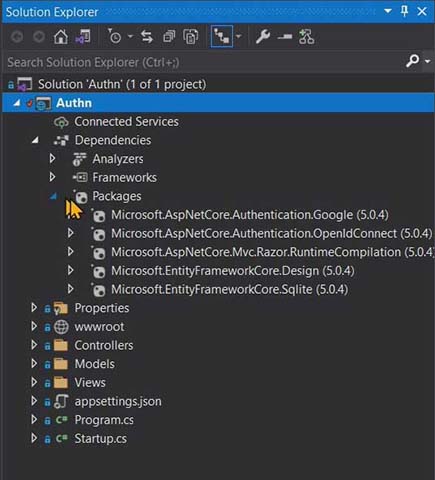 Solution Explorer
Search Solution Explorer (Ctrl+;)
Solution 'Authn' (1 of 1 project)
Authn
Connected Services
Dependencies
Analyzers
Frameworks
Packages
Microsoft.AspNetCore.Authentication.Google (5.0.4)
Microsoft.AspNetCore.Authentication.OpenIdConnect (5.0.4)
Microsoft.AspNetCore.Mvc.Razor.RuntimeCompilation (5.0.4)
Microsoft.EntityFrameworkCore.Design (5.0.4)
Microsoft.EntityFrameworkCore.Sqlite (5.0.4)
Properties
wwwroot
Controllers
Models
Views
appsettings.json
C# Program.cs
C# Startup.cs